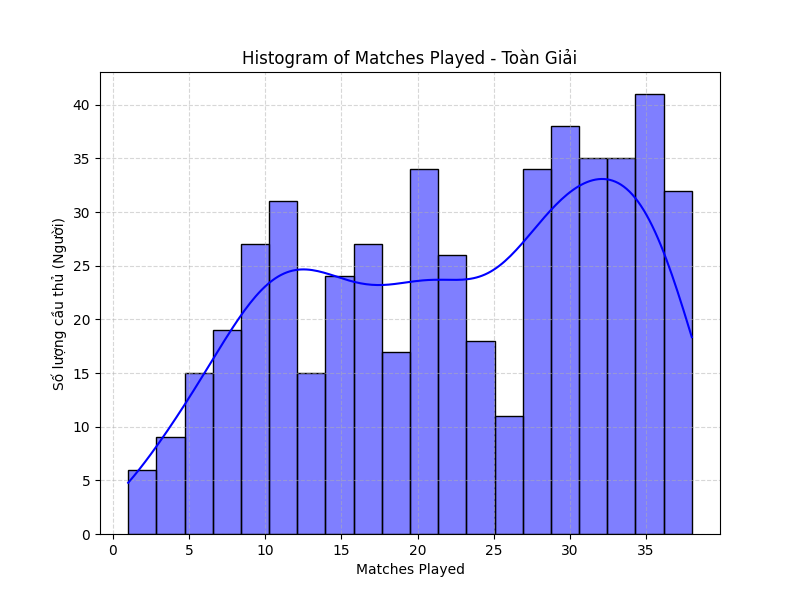 Histogram of Matches Played - Toàn Giải
Số lượng cầu thủ (Người)
40
35
30
25
20
15
10
5
0
0 5 10 15 20 25 30 35
Matches Played